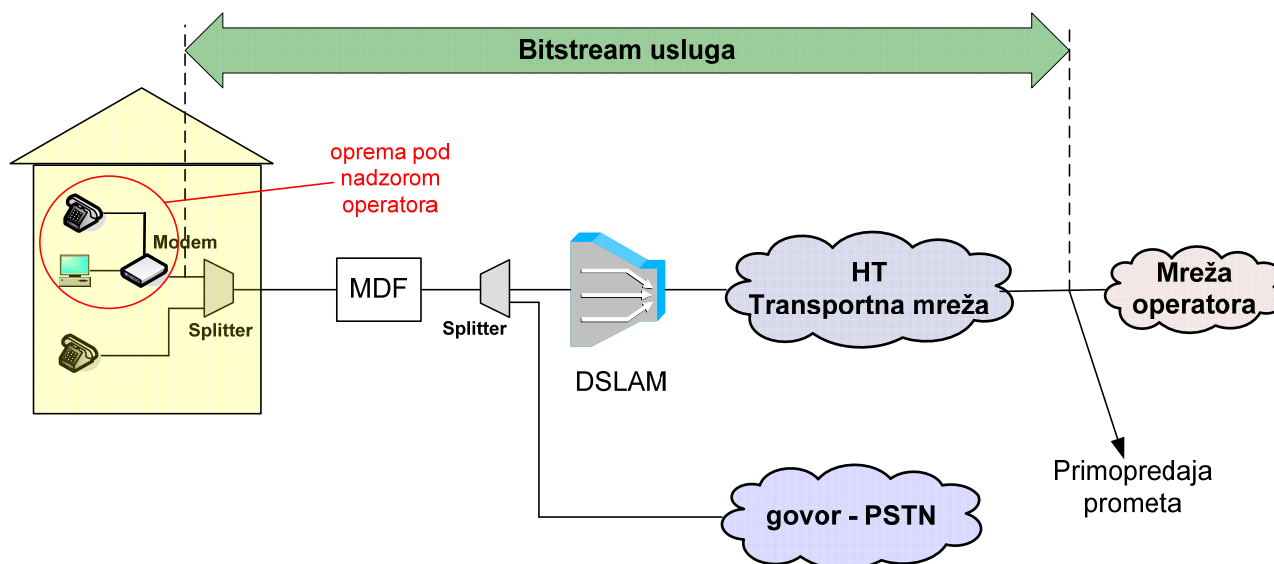 Bitstream usluga
oprema pod
nadzorom
operatora
Modem
Splitter
MDF
Splitter
DSLAM
HT
Transportna mreža
Mreža
operatora
Primopredaja
prometa
govor - PSTN